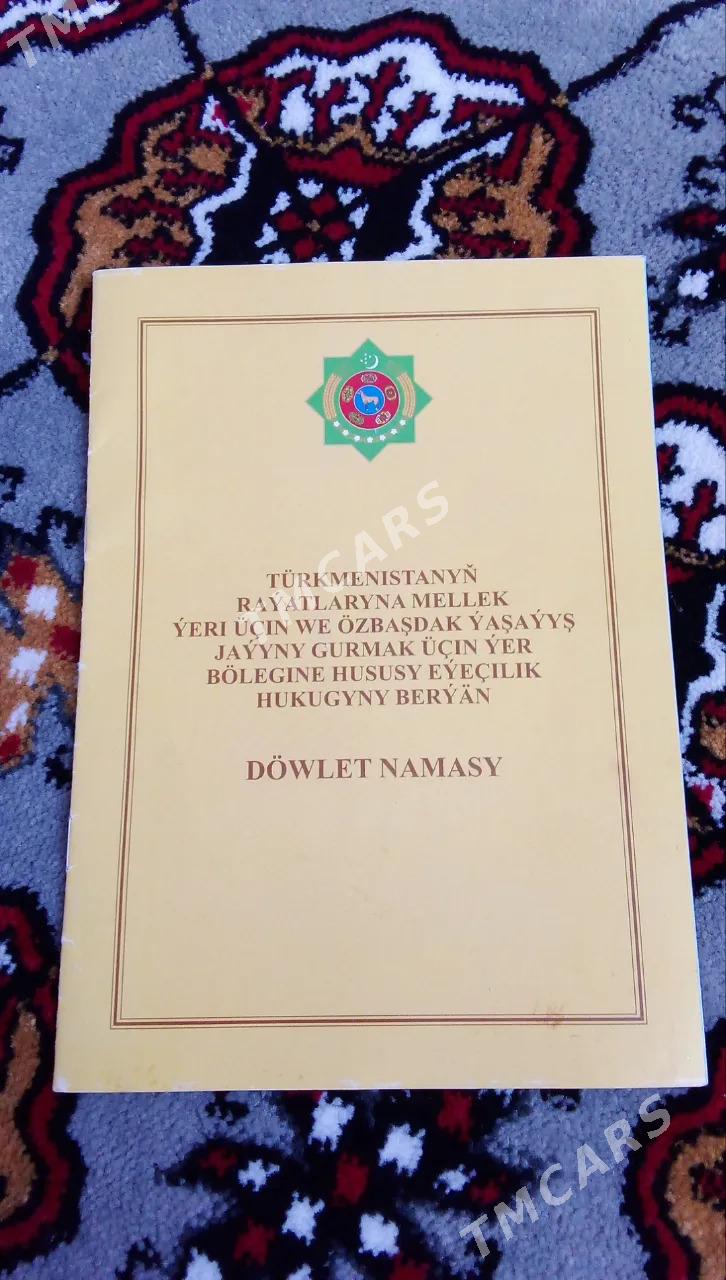 TMCARS
TÜRKMENISTANYŇ
RAÝATLARYNA MELLEK
ÝERI ÜÇIN WE ÖZBAŞDAK ÝAŞAÝYŞ
JAÝYNY GURMAK ÜÇIN ÝER
BÖLEGINE HUSUSY EÝEÇILIK
HUKUGYNY BERÝÄN
DÖWLET NAMASY
TMCARS
TMCARS